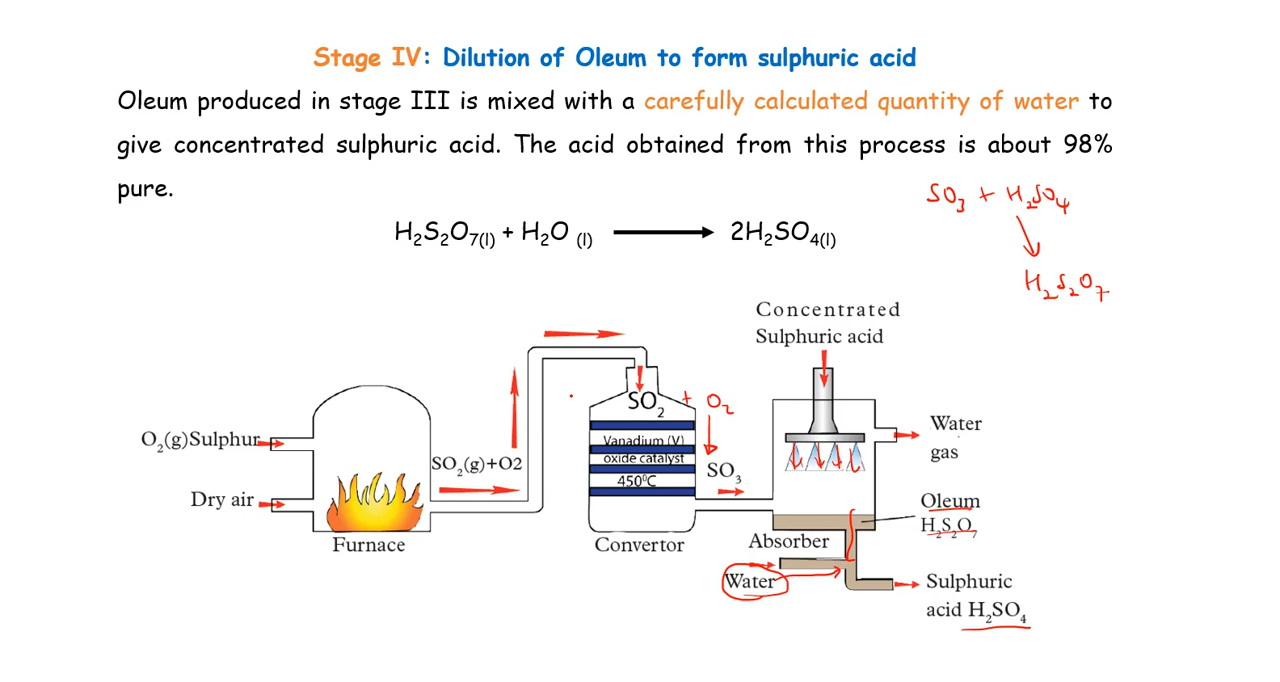 Stage IV: Dilution of Oleum to form sulphuric acid
Oleum produced in stage III is mixed with a carefully calculated quantity of water to
give concentrated sulphuric acid. The acid obtained from this process is about 98%
pure.
SO₃ + H₂SO₄
H₂S₂O₇(l) + H₂O (l) ⟶ 2H₂SO₄(l)
H₂S₂O₇
Concentrated
Sulphuric acid
SO₂ + O₂
O₂(g)Sulphur
Water
gas
Vanadium (V)
oxide catalyst
450⁰C
SO₂(g)+O2
SO₃
Dry air
Oleum
H₂S₂O₇
Furnace
Convertor
Absorber
Water
Sulphuric
acid H₂SO₄